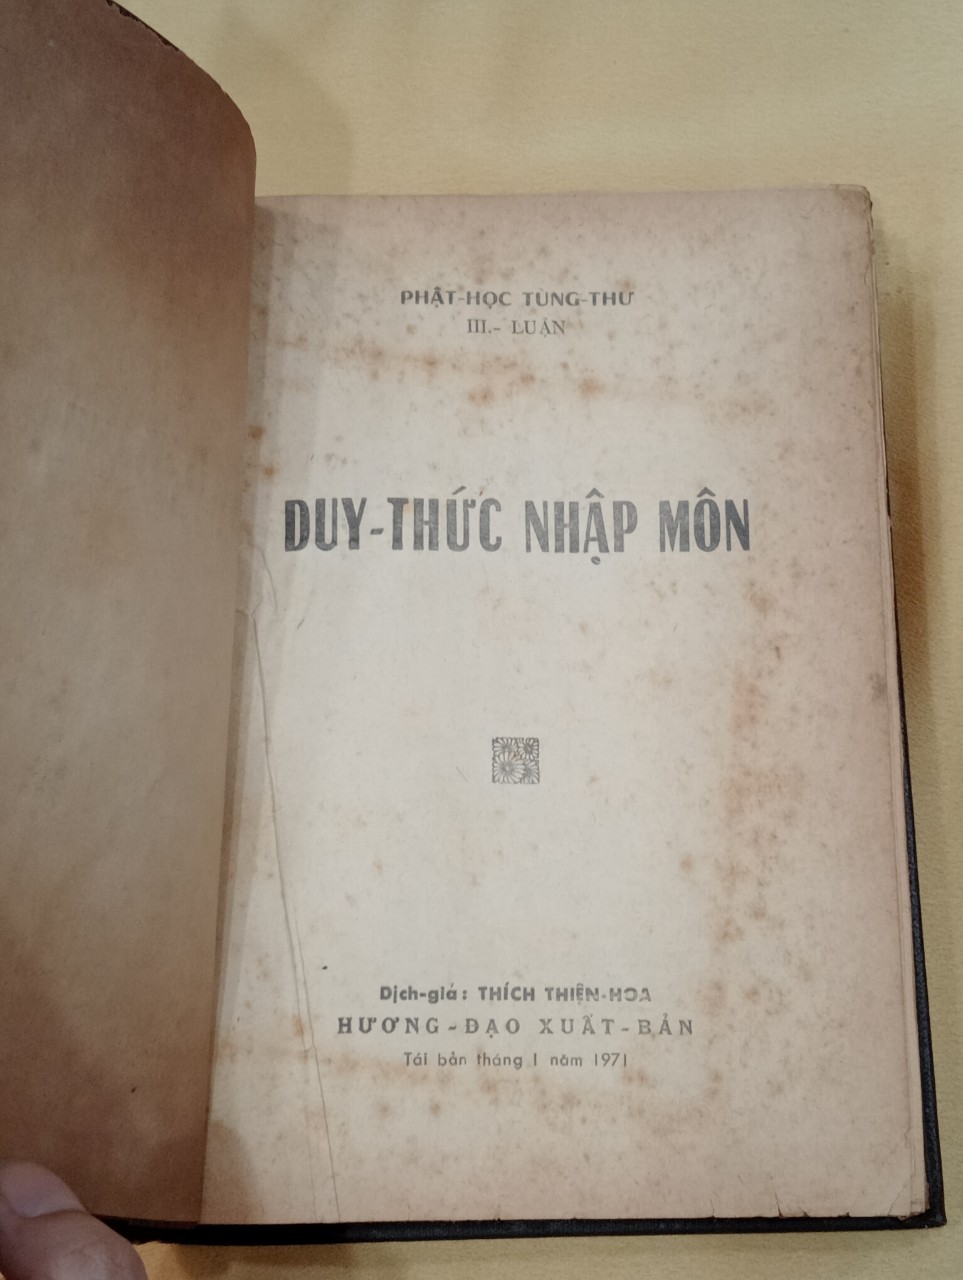 PHẬT-HỌC TÙNG-THƯ
III.- LUẬN
DUY-THỨC NHẬP MÔN
Dịch-giả: THÍCH THIỆN-HOA
HƯƠNG-ĐẠO XUẤT-BẢN
Tái bản tháng 1 năm 1971